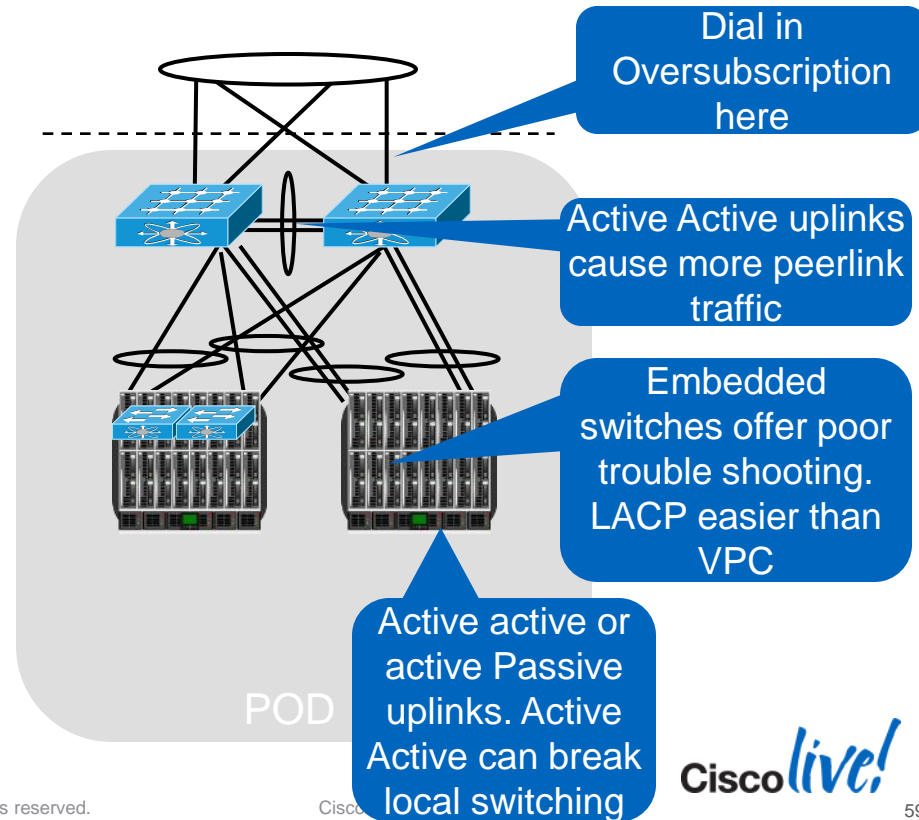 Dial in
Oversubscription
here
Active Active uplinks
cause more peerlink
traffic
Embedded
switches offer poor
trouble shooting.
LACP easier than
VPC
Active active or
active Passive
uplinks. Active
Active can break
local switching
POD
Cisco live!
s reserved.
Cisco
59